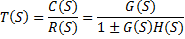 T(S) = C(S)/R(S) = G(S)/(1 ± G(S)H(S))